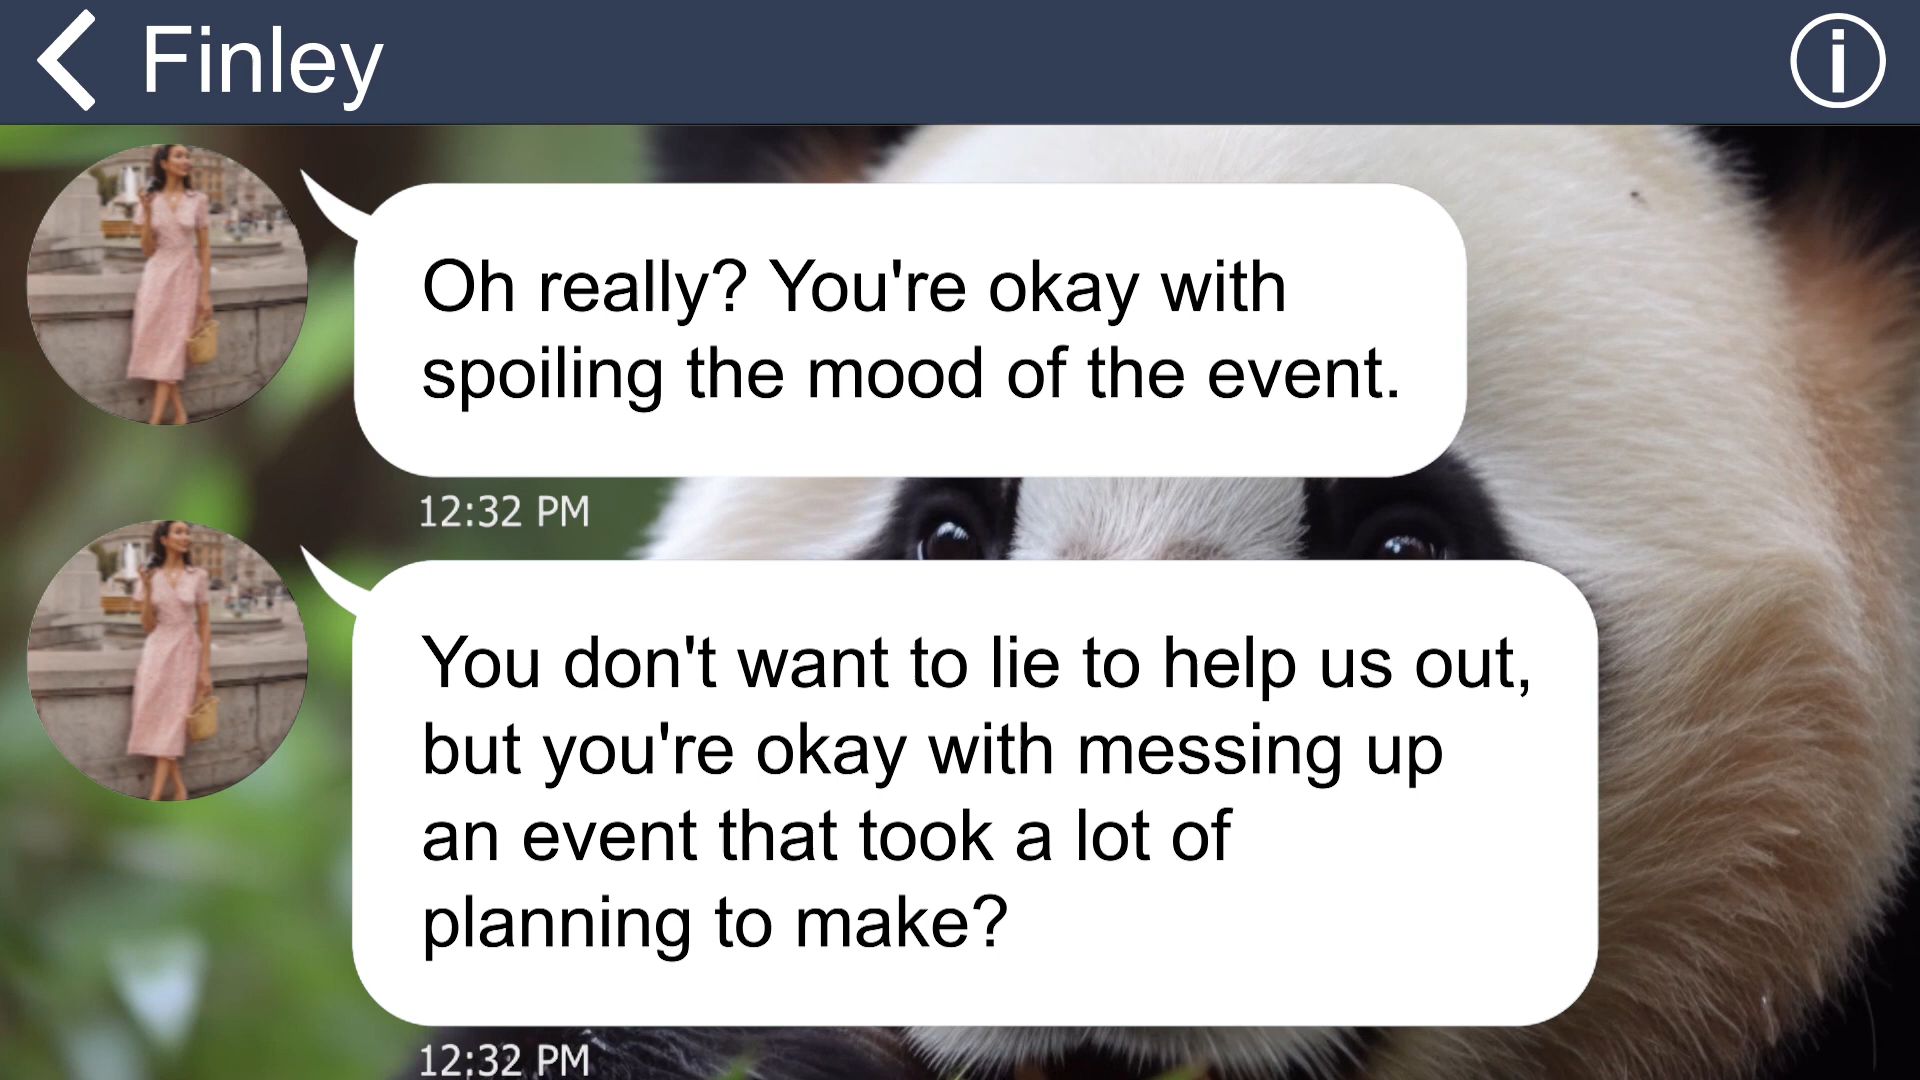 Finley
Oh really? You're okay with
spoiling the mood of the event.
12:32 PM
You don't want to lie to help us out,
but you're okay with messing up
an event that took a lot of
planning to make?
12:32 PM